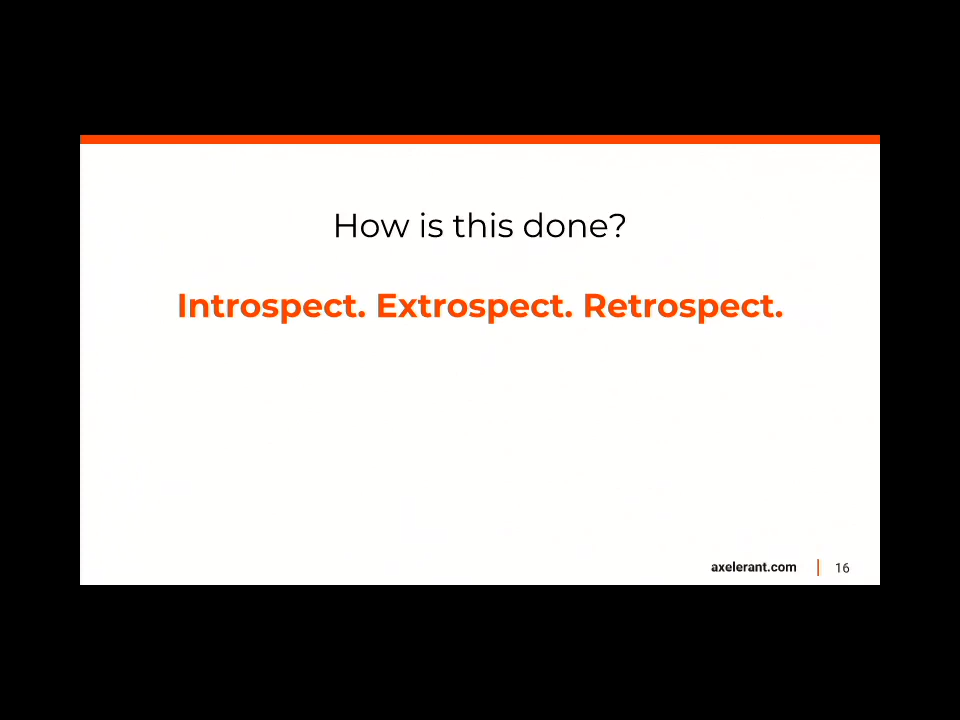 How is this done?
Introspect. Extrospect. Retrospect.
axelerant.com | 16